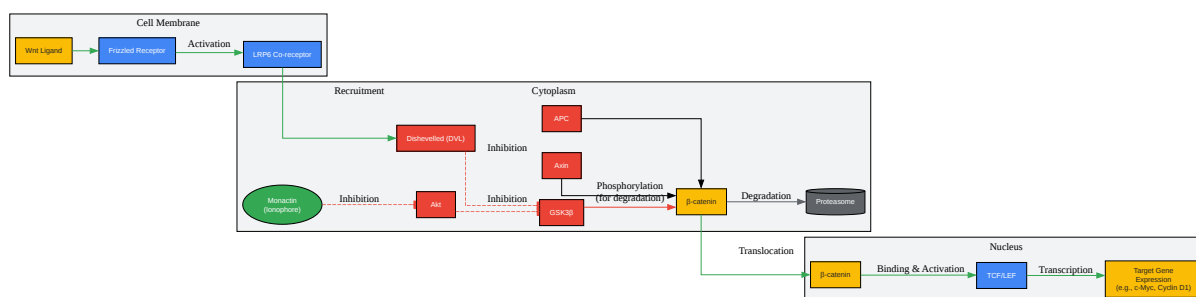 Cell Membrane
Wnt Ligand
Frizzled Receptor
Activation
LRP6 Co-receptor
Recruitment
Cytoplasm
APC
Dishevelled (DVL)
Inhibition
Axin
Monactin
(Ionophore)
Inhibition
Akt
Inhibition
GSK3β
Phosphorylation
(for degradation)
β-catenin
Degradation
Proteasome
Translocation
Nucleus
β-catenin
Binding & Activation
TCF/LEF
Transcription
Target Gene
Expression
(e.g., c-Myc, Cyclin D1)